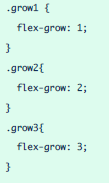 .grow1 {
  flex-grow: 1;
}
.grow2{
  flex-grow: 2;
}
.grow3{
  flex-grow: 3;
}